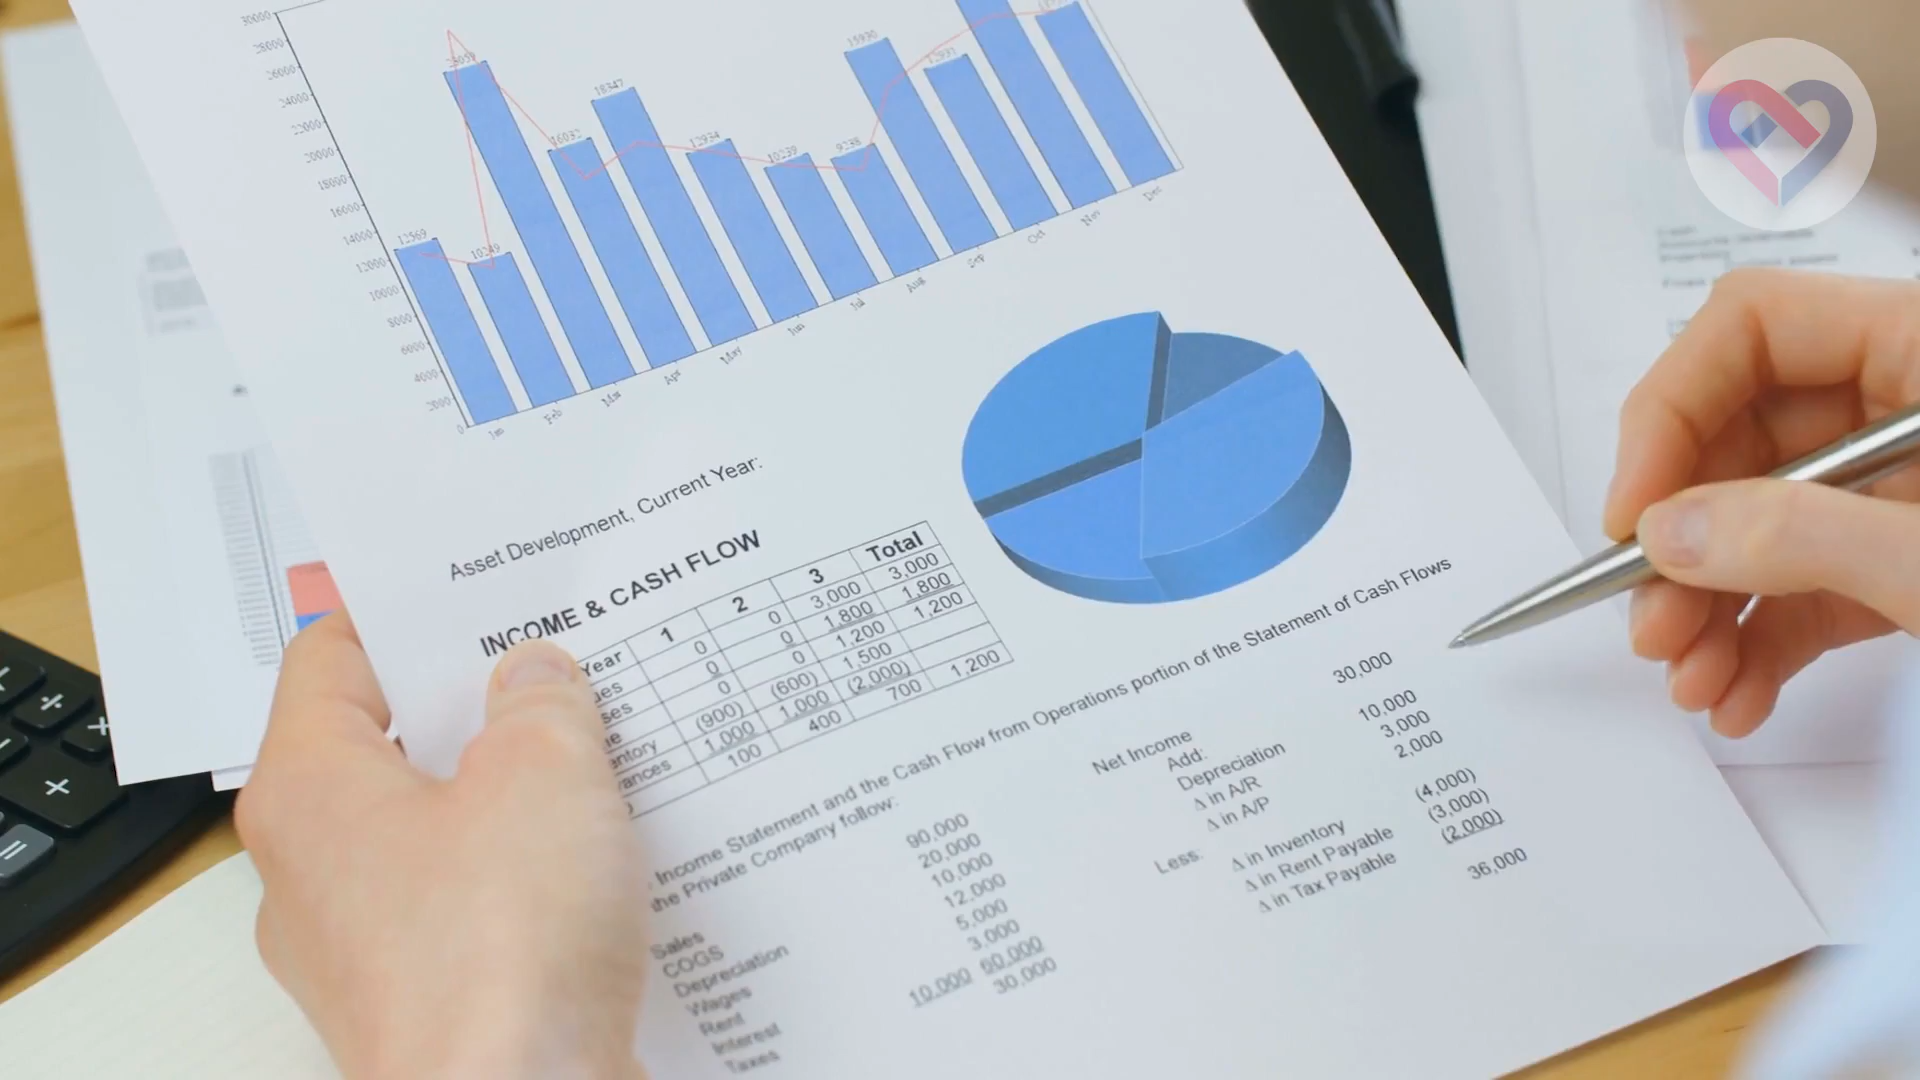 30000
28000
26000
24000
22000
20000
18000
16000
14000
12000
10000
8000
6000
4000
2000
0
12569
10249
16032
18347
12934
10239
9238
15930
12931
Jan
Feb
Mar
Apr
May
Jun
Jul
Aug
Sep
Oct
Nov
Dec
Asset Development, Current Year:
INCOME & CASH FLOW
Year 1 2 3 Total
0 0 3,000 3,000
0 0 1,800 1,800
0 0 1,200 1,200
(900) (600) 1,500
1,000 1,000 (2,000)
100 400 700 1,200
Income Statement and the Cash Flow from Operations portion of the Statement of Cash Flows
the Private Company follow:
Sales 90,000
COGS 20,000
Depreciation 10,000
Wages 12,000
Rent 5,000
Interest 3,000
Taxes 10,000 60,000
30,000
Net Income 30,000
Add:
Depreciation 10,000
Δ in A/R 3,000
Δ in A/P 2,000
Less: Δ in Inventory (4,000)
Δ in Rent Payable (3,000)
Δ in Tax Payable (2,000)
36,000